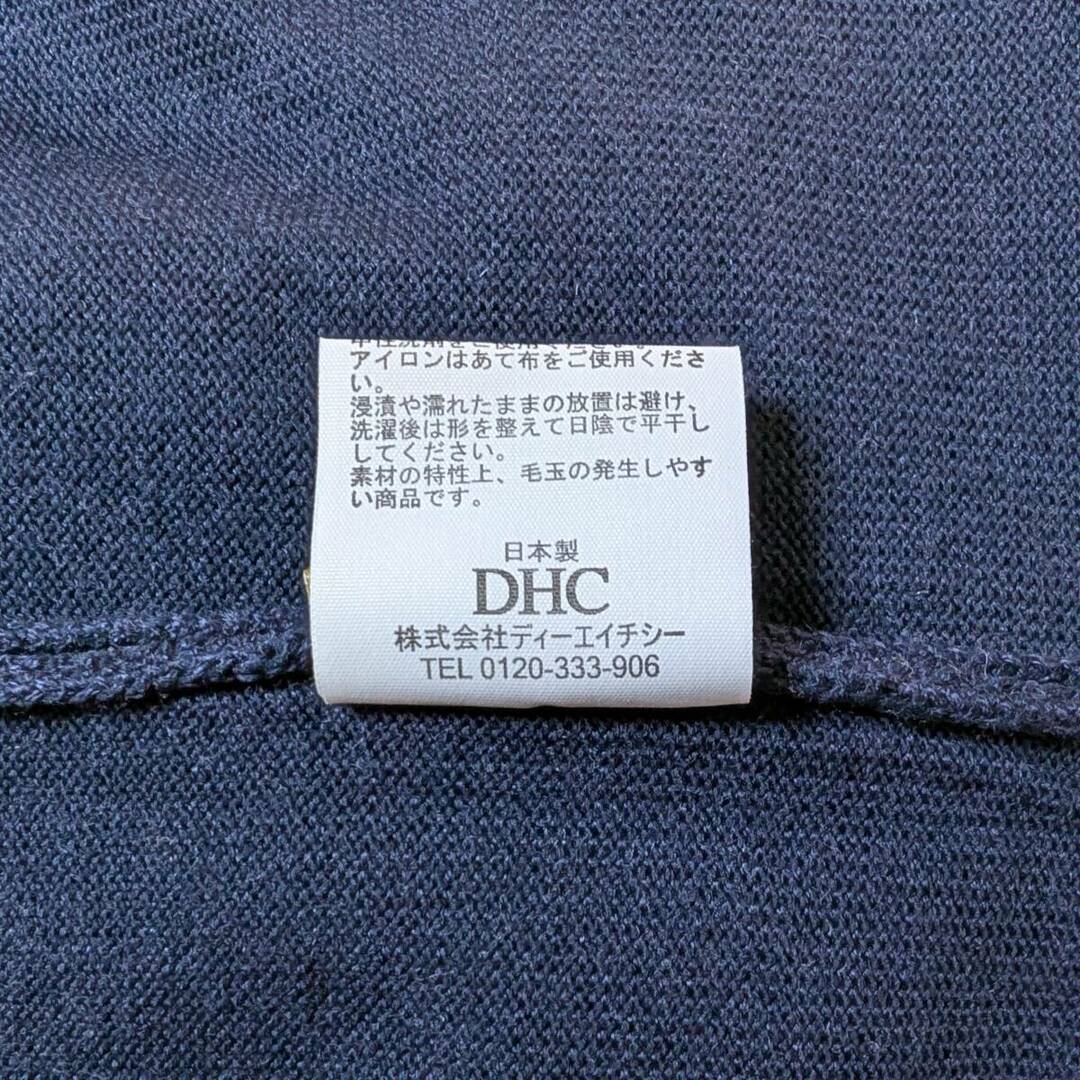 アイロンはあて布をご使用くださ
い。
浸漬や濡れたままの放置は避け、
洗濯後は形を整えて日陰で平干し
してください。
素材の特性上、毛玉の発生しやす
い商品です。
日本製
DHC
株式会社ディーエイチシー
TEL 0120-333-906